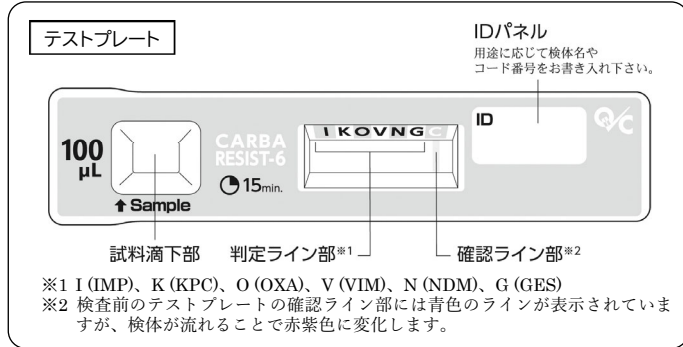 テストプレート
IDパネル
用途に応じて検体名や
コード番号をお書き入れ下さい。
100
μL
CARBA
RESIST-6
15min.
I K O V N G C
ID
Q/C
Sample
試料滴下部
判定ライン部※1
確認ライン部※2
※1 I (IMP)、K (KPC)、O (OXA)、V (VIM)、N (NDM)、G (GES)
※2 検査前のテストプレートの確認ライン部には青色のラインが表示されていま
すが、検体が流れることで赤紫色に変化します。